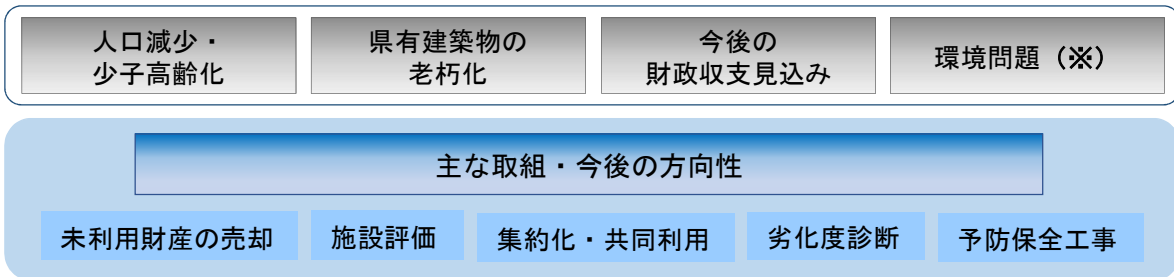 人口減少・
少子高齢化
県有建築物の
老朽化
今後の
財政収支見込み
環境問題（※）
主な取組・今後の方向性
未利用財産の売却
施設評価
集約化・共同利用
劣化度診断
予防保全工事